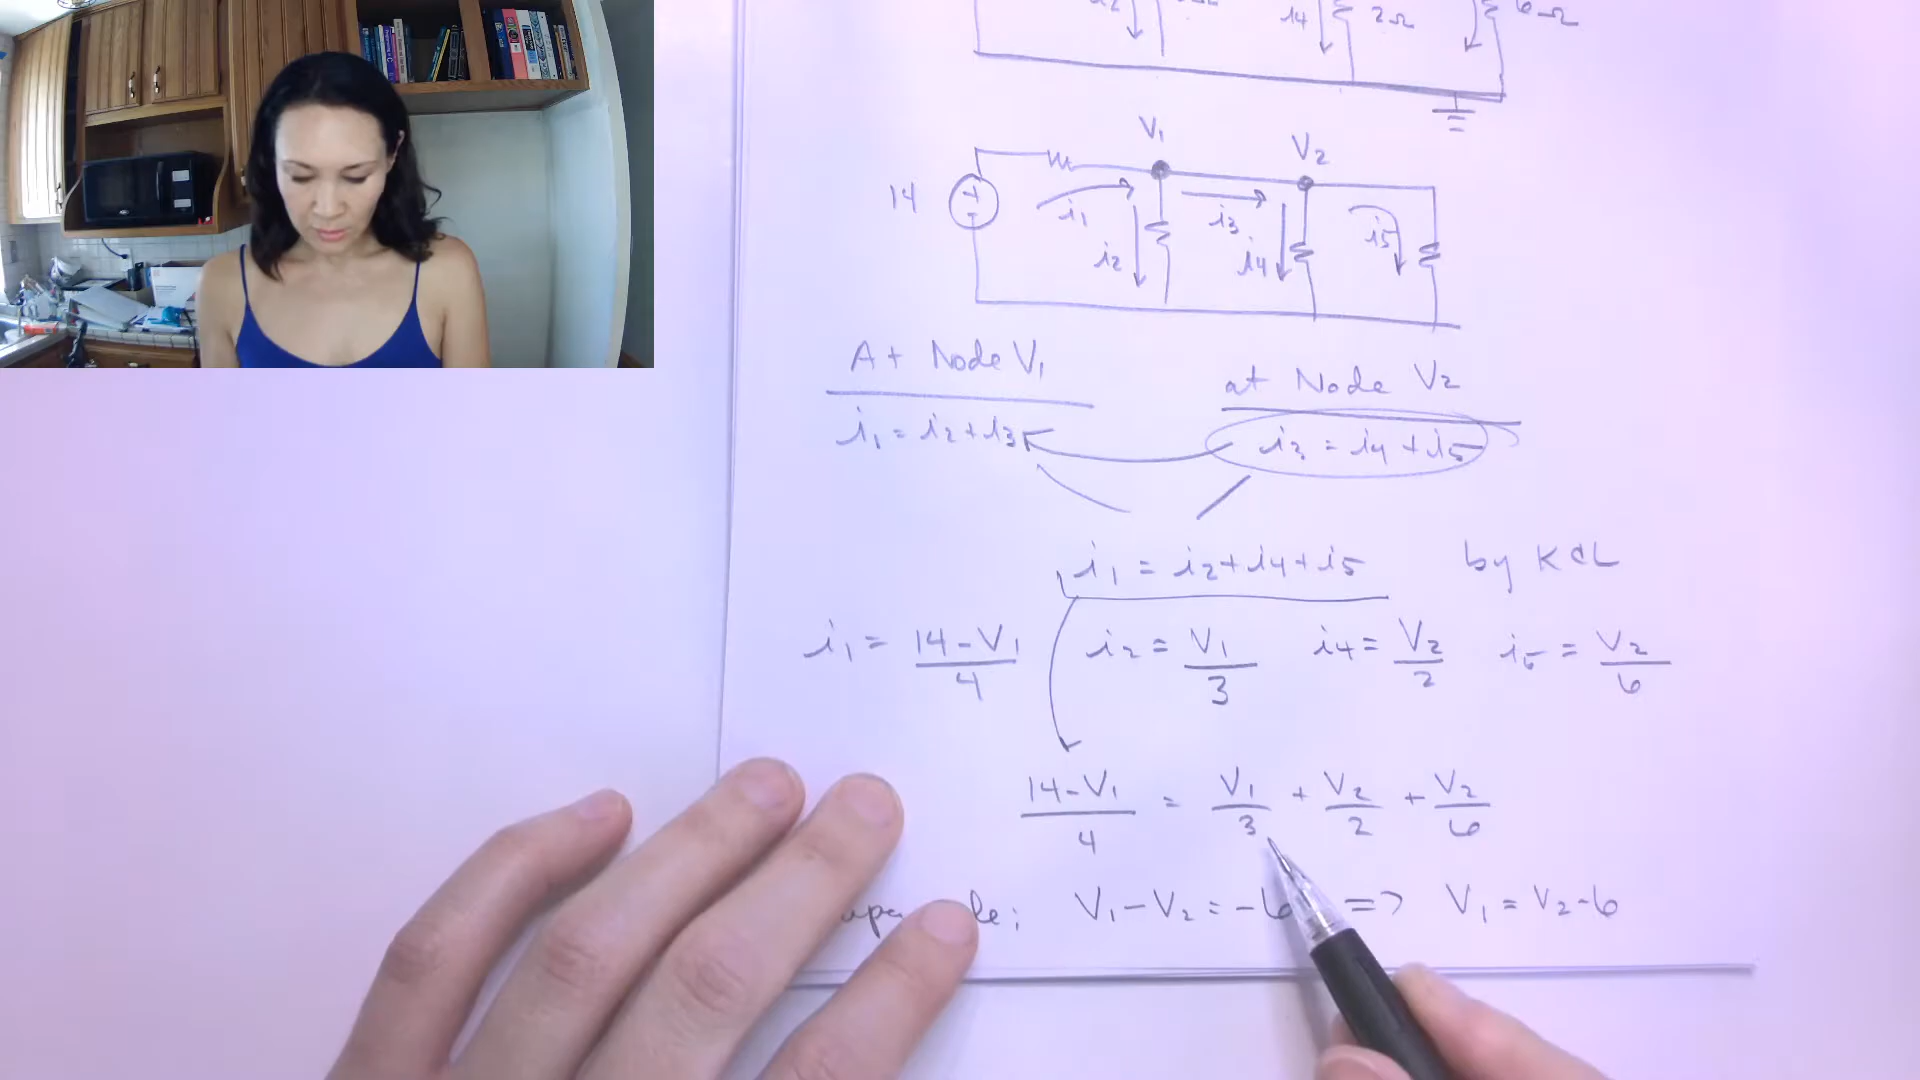 i4 2Ω 6Ω
V1 V2
14 i1 i2 i3 i4 i5
At Node V1
at Node V2
i1 = i2 + i3
i3 = i4 + i5
i1 = i2 + i4 + i5 by KCL
i1 = 14 - V1 / 4 i2 = V1 / 3 i4 = V2 / 2 i5 = V2 / 6
14 - V1 / 4 = V1 / 3 + V2 / 2 + V2 / 6
V1 - V2 = -6 => V1 = V2 - 6